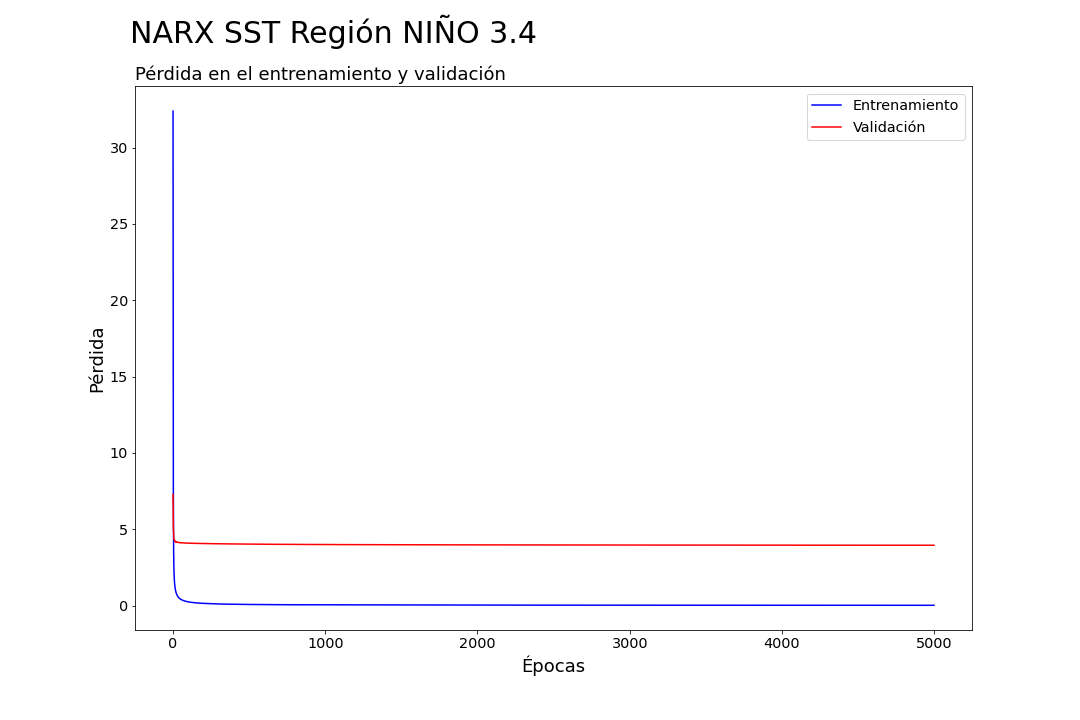 NARX SST Región NIÑO 3.4
Pérdida en el entrenamiento y validación
Entrenamiento
Validación
30
25
20
15
10
5
0
Pérdida
0 1000 2000 3000 4000 5000
Épocas